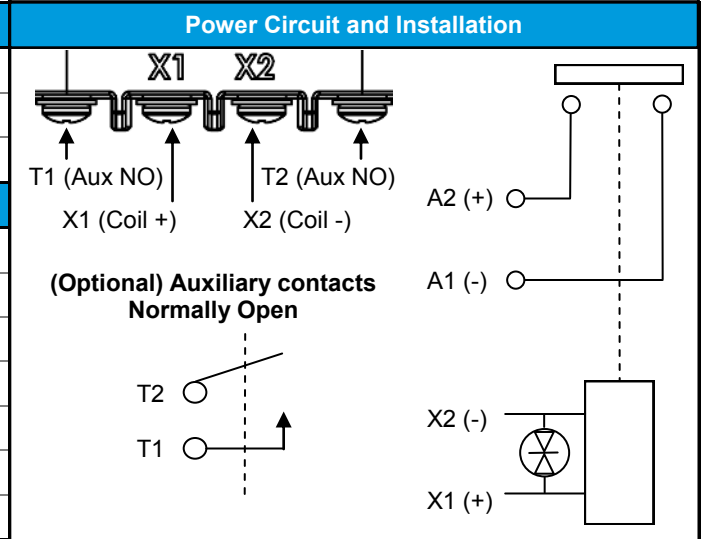 Power Circuit and Installation
X1 X2
T1 (Aux NO) T2 (Aux NO)
X1 (Coil +) X2 (Coil -)
(Optional) Auxiliary contacts
Normally Open
T2
T1
A2 (+)
A1 (-)
X2 (-)
X1 (+)